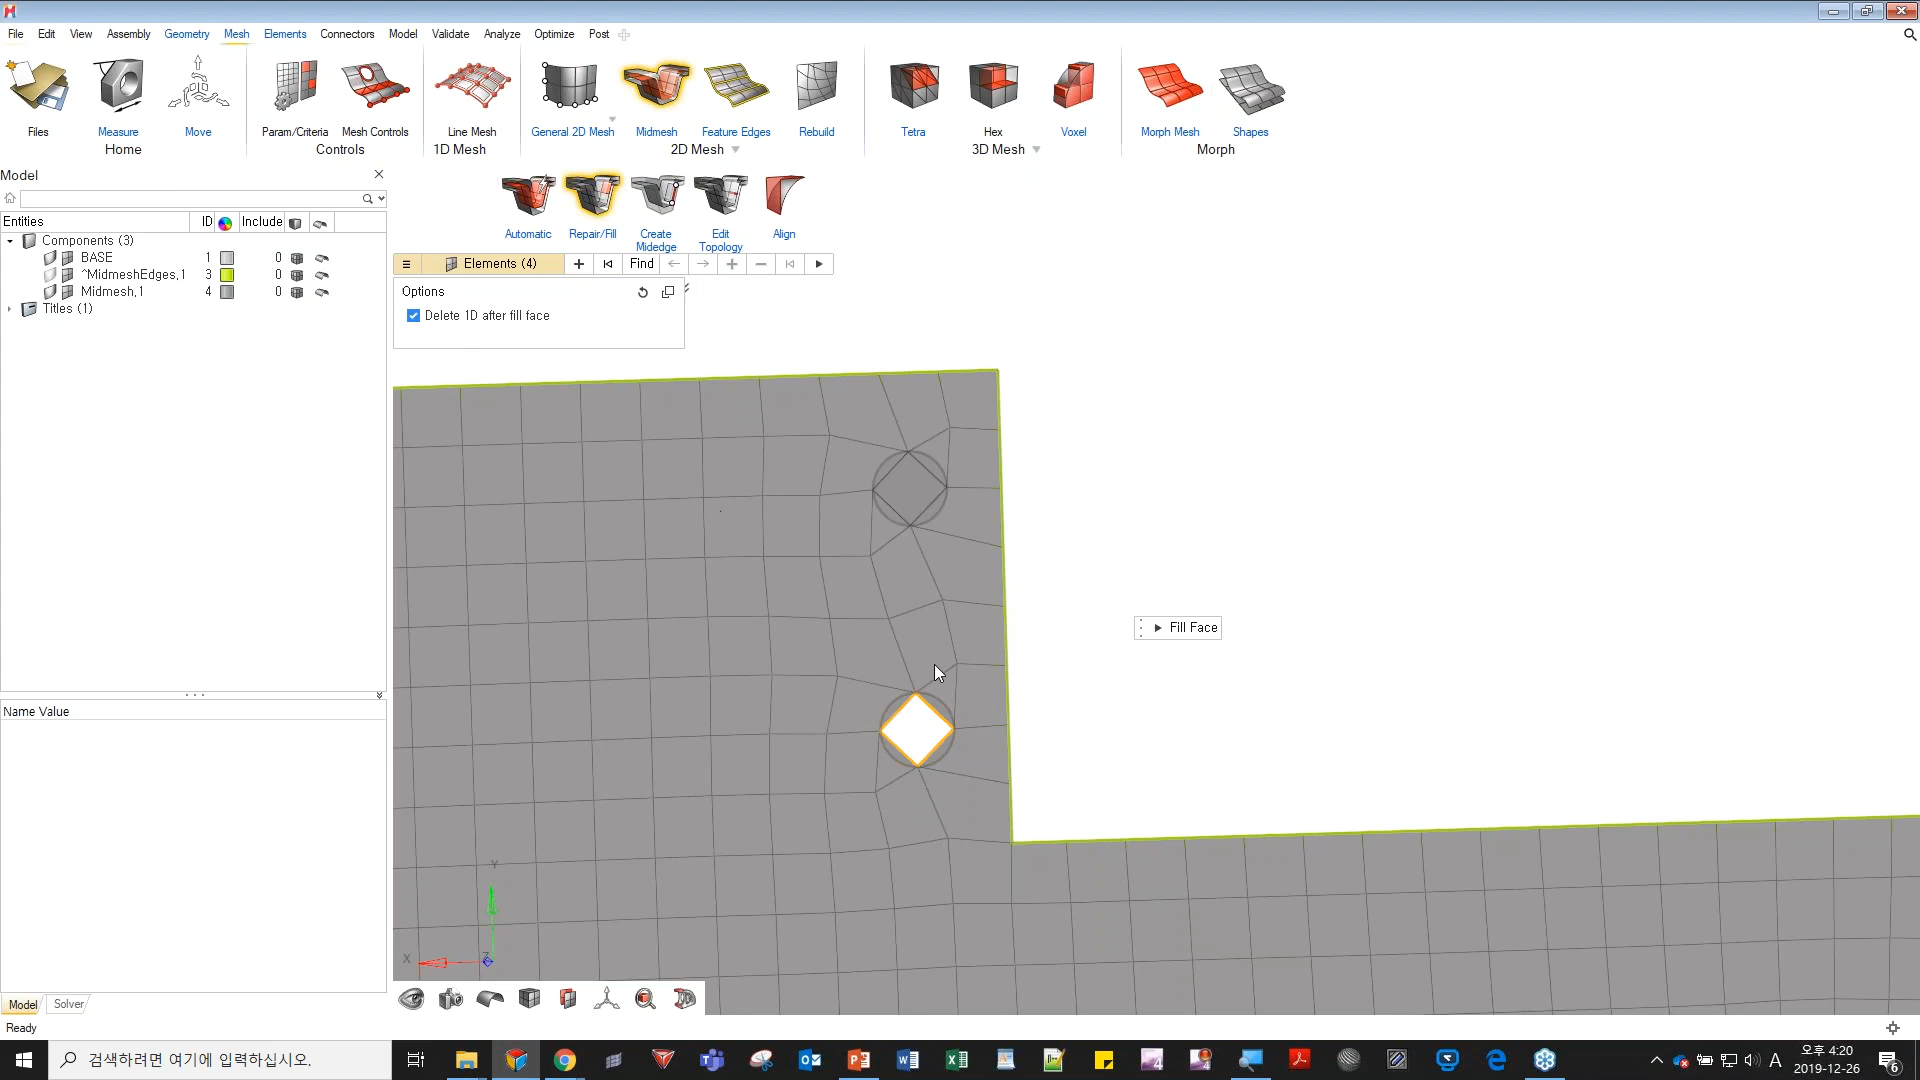 File Edit View Assembly Geometry Mesh Elements Connectors Model Validate Analyze Optimize Post
Files Measure Move Param/Criteria Mesh Controls Line Mesh General 2D Mesh Midmesh Feature Edges Rebuild Tetra Hex Voxel Morph Mesh Shapes
Home Controls 1D Mesh 2D Mesh 3D Mesh Morph
Model
Automatic Repair/Fill Create Midedge Edit Topology Align
Entities ID Include
Components (3)
BASE 1 0
^MidmeshEdges,1 3 0
Midmesh,1 4 0
Titles (1)
Elements (4) Find
Options
Delete 1D after fill face
Fill Face
Name Value
Y
X
Z
Model Solver
Ready
검색하려면 여기에 입력하십시오.
A
오후 4:20
2019-12-26
6